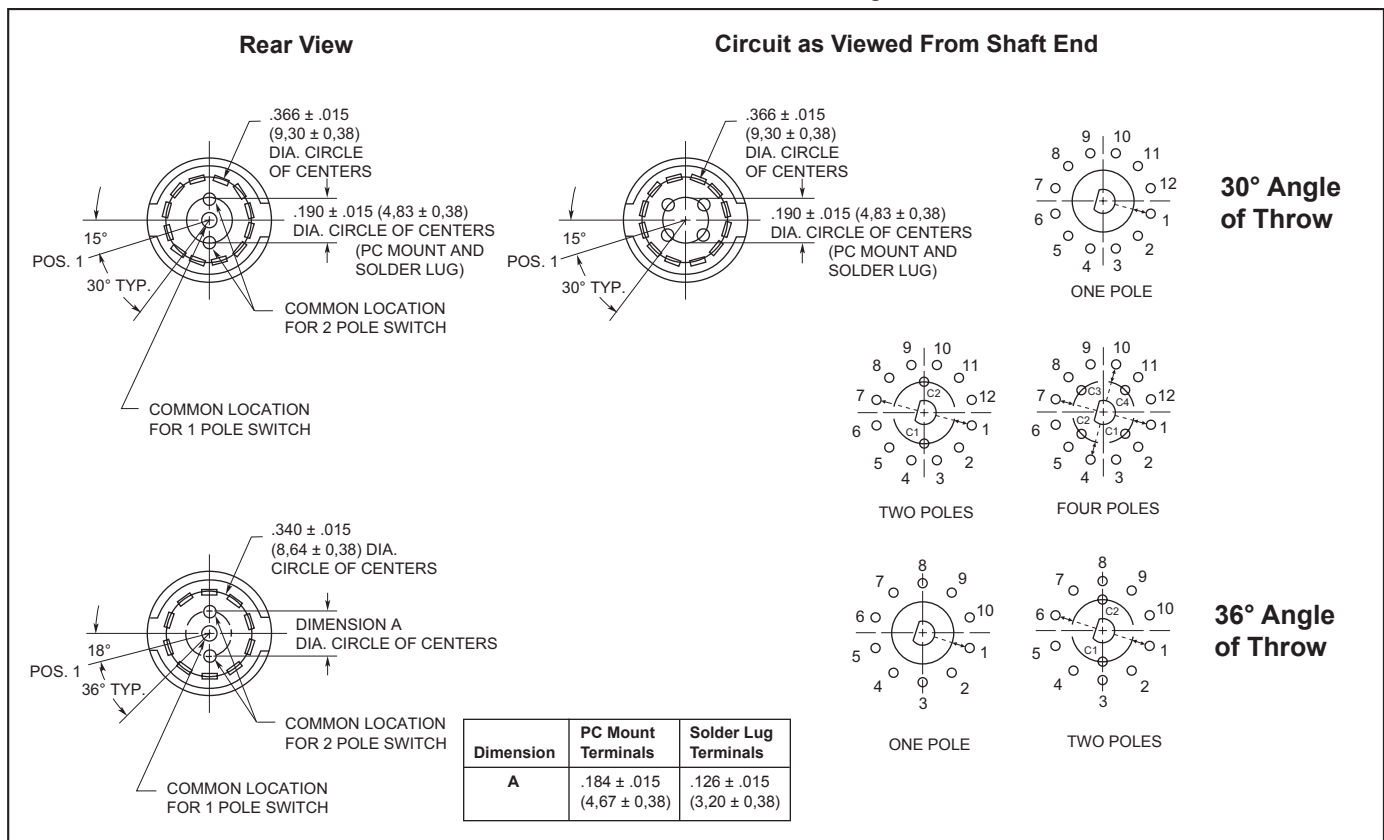 Rear View
Circuit as Viewed From Shaft End
.366 ± .015
(9,30 ± 0,38)
DIA. CIRCLE
OF CENTERS
.190 ± .015 (4,83 ± 0,38)
DIA. CIRCLE OF CENTERS
(PC MOUNT AND
SOLDER LUG)
15°
POS. 1
30° TYP.
COMMON LOCATION
FOR 2 POLE SWITCH
COMMON LOCATION
FOR 1 POLE SWITCH
.366 ± .015
(9,30 ± 0,38)
DIA. CIRCLE
OF CENTERS
.190 ± .015 (4,83 ± 0,38)
DIA. CIRCLE OF CENTERS
(PC MOUNT AND
SOLDER LUG)
15°
POS. 1
30° TYP.
9 10
8 11
7 12
6 1
5 2
4 3
ONE POLE
30° Angle
of Throw
9 10
8 11
7 12
C2
C1
6 1
5 2
4 3
TWO POLES
9 10
8 11
7 C3 C4 12
6 C2 C1 1
5 2
4 3
FOUR POLES
.340 ± .015
(8,64 ± 0,38) DIA.
CIRCLE OF CENTERS
DIMENSION A
DIA. CIRCLE OF CENTERS
18°
POS. 1
36° TYP.
COMMON LOCATION
FOR 2 POLE SWITCH
COMMON LOCATION
FOR 1 POLE SWITCH
Dimension PC Mount Terminals Solder Lug Terminals
A .184 ± .015 .126 ± .015
(4,67 ± 0,38) (3,20 ± 0,38)
8
7 9
6 10
5 1
4 2
3
ONE POLE
8
7 9
6 C2 10
5 C1 1
4 2
3
TWO POLES
36° Angle
of Throw